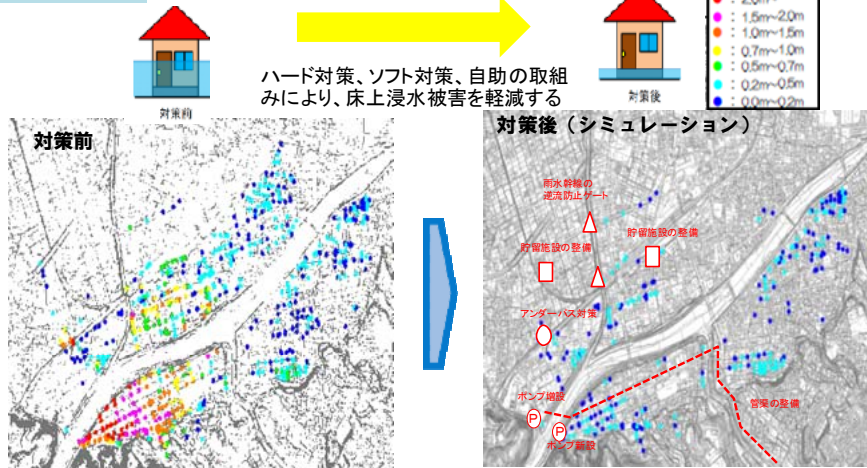 : 2.0m~
: 1.5m~2.0m
: 1.0m~1.5m
: 0.7m~1.0m
: 0.5m~0.7m
: 0.2m~0.5m
: 0.0m~0.2m
対策前
ハード対策、ソフト対策、自助の取組
みにより、床上浸水被害を軽減する
対策後
対策前
対策後(シミュレーション)
雨水幹線の
逆流防止ゲート
貯留施設の整備
貯留施設の整備
アンダーパス対策
ポンプ増設
P
P
ポンプ新設
管渠の整備